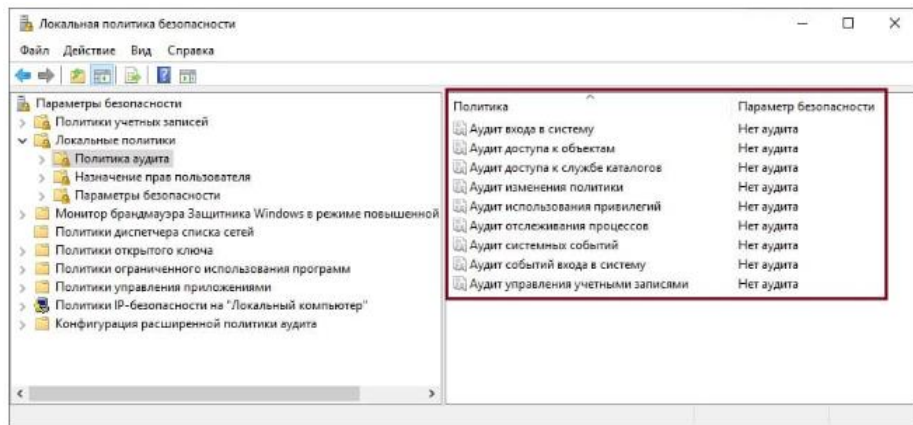 Локальная политика безопасности
Файл Действие Вид Справка
Параметры безопасности
Политики учетных записей
Локальные политики
Политика аудита
Назначение прав пользователя
Параметры безопасности
Монитор брандмауэра Защитника Windows в режиме повышенной
Политики диспетчера списка сетей
Политики открытого ключа
Политики ограниченного использования программ
Политики управления приложениями
Политики IP-безопасности на "Локальный компьютер"
Конфигурация расширенной политики аудита
Политика Параметр безопасности
Аудит входа в систему Нет аудита
Аудит доступа к объектам Нет аудита
Аудит доступа к службе каталогов Нет аудита
Аудит изменения политики Нет аудита
Аудит использования привилегий Нет аудита
Аудит отслеживания процессов Нет аудита
Аудит системных событий Нет аудита
Аудит событий входа в систему Нет аудита
Аудит управления учетными записями Нет аудита